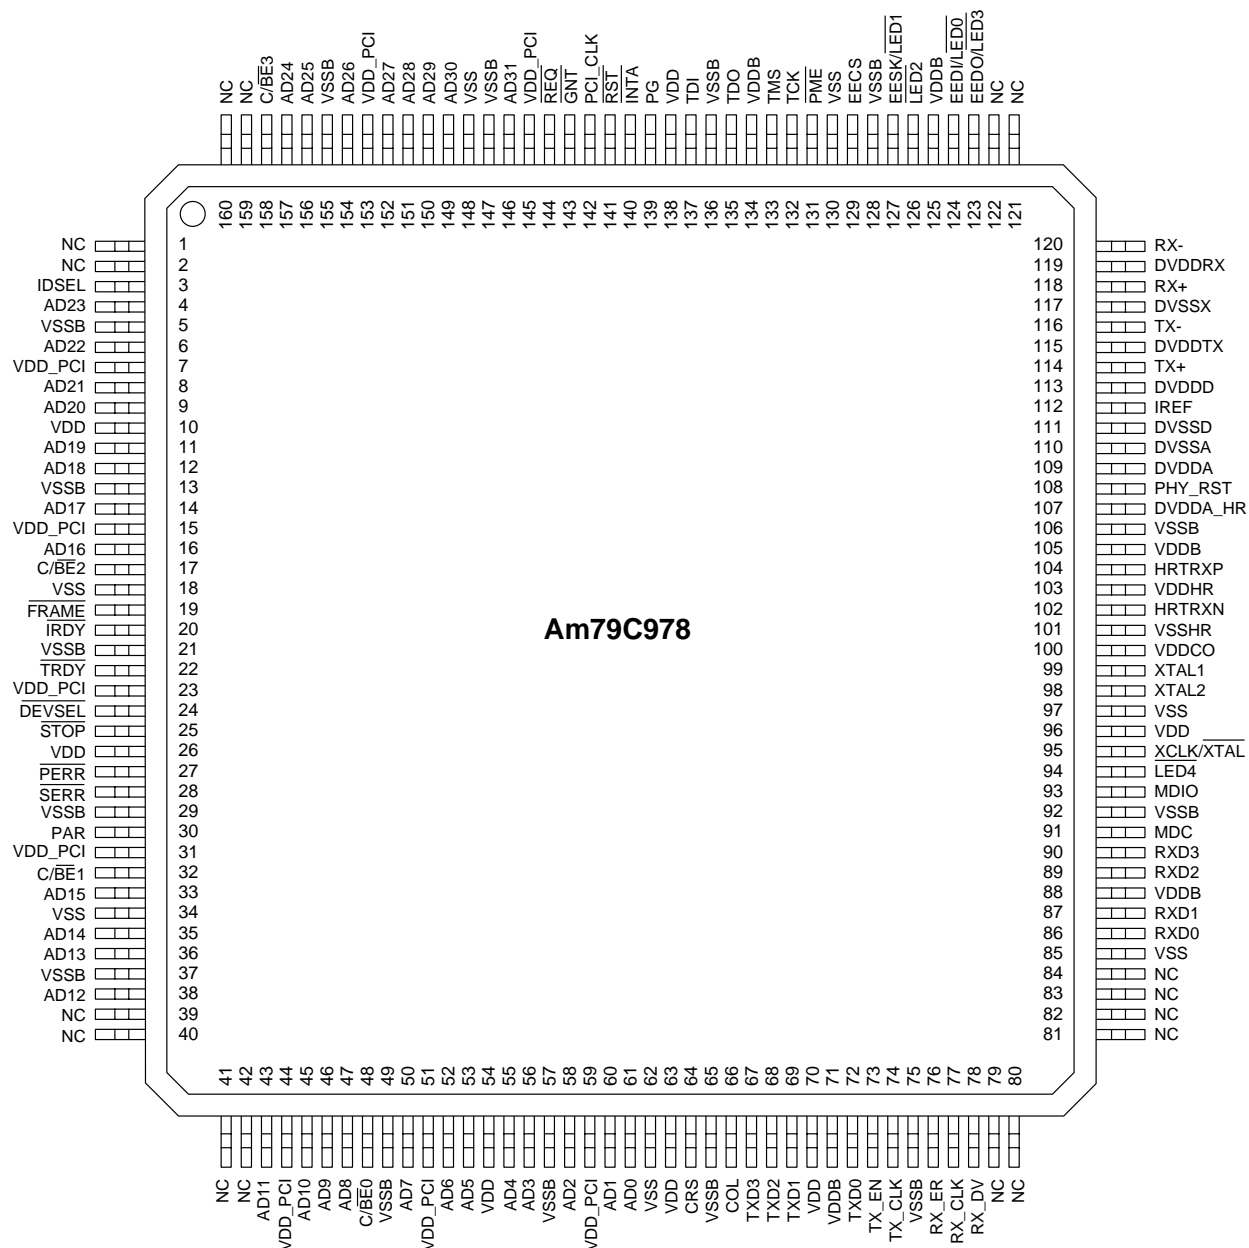 NC
NC
C/BE3
AD24
AD25
VSSB
AD26
VDD_PCI
AD27
AD28
AD29
AD30
VSS
VSSB
AD31
VDD_PCI
REQ
GNT
PCI_CLK
RST
INTA
PG
VDD
TDI
VSSB
TDO
VDDB
TMS
TCK
PME
VSS
EECS
VSSB
EESK/LED1
LED2
VDDB
EEDI/LED0
EEDO/LED3
NC
NC
160 159 158 157 156 155 154 153 152 151 150 149 148 147 146 145 144 143 142 141 140 139 138 137 136 135 134 133 132 131 130 129 128 127 126 125 124 123 122 121
NC 1 120 RX-
NC 2 119 DVDDRX
IDSEL 3 118 RX+
AD23 4 117 DVSSX
VSSB 5 116 TX-
AD22 6 115 DVDDTX
VDD_PCI 7 114 TX+
AD21 8 113 DVDDD
AD20 9 112 IREF
VDD 10 111 DVSSD
AD19 11 110 DVSSA
AD18 12 109 DVDDA
VSSB 13 108 PHY_RST
AD17 14 107 DVDDA_HR
VDD_PCI 15 106 VSSB
AD16 16 105 VDDB
C/BE2 17 104 HRTRXP
VSS 18 103 VDDHR
FRAME 19 102 HRTRXN
IRDY 20 101 VSSHR
VSSB 21 100 VDDCO
TRDY 22 99 XTAL1
VDD_PCI 23 98 XTAL2
DEVSEL 24 97 VSS
STOP 25 96 VDD
VDD 26 95 XCLK/XTAL
PERR 27 94 LED4
SERR 28 93 MDIO
VSSB 29 92 VSSB
PAR 30 91 MDC
VDD_PCI 31 90 RXD3
C/BE1 32 89 RXD2
AD15 33 88 VDDB
VSS 34 87 RXD1
AD14 35 86 RXD0
AD13 36 85 VSS
VSSB 37 84 NC
AD12 38 83 NC
NC 39 82 NC
NC 40 81 NC
Am79C978
41 42 43 44 45 46 47 48 49 50 51 52 53 54 55 56 57 58 59 60 61 62 63 64 65 66 67 68 69 70 71 72 73 74 75 76 77 78 79 80
NC
NC
AD11
VDD_PCI
AD10
AD9
AD8
C/BE0
VSSB
AD7
VDD_PCI
AD6
AD5
VDD
AD4
AD3
VSSB
AD2
VDD_PCI
AD1
AD0
VSS
VDD
CRS
VSSB
COL
TXD3
TXD2
TXD1
VDD
VDDB
TXD0
TX_EN
TX_CLK
VSSB
RX_ER
RX_CLK
RX_DV
NC
NC